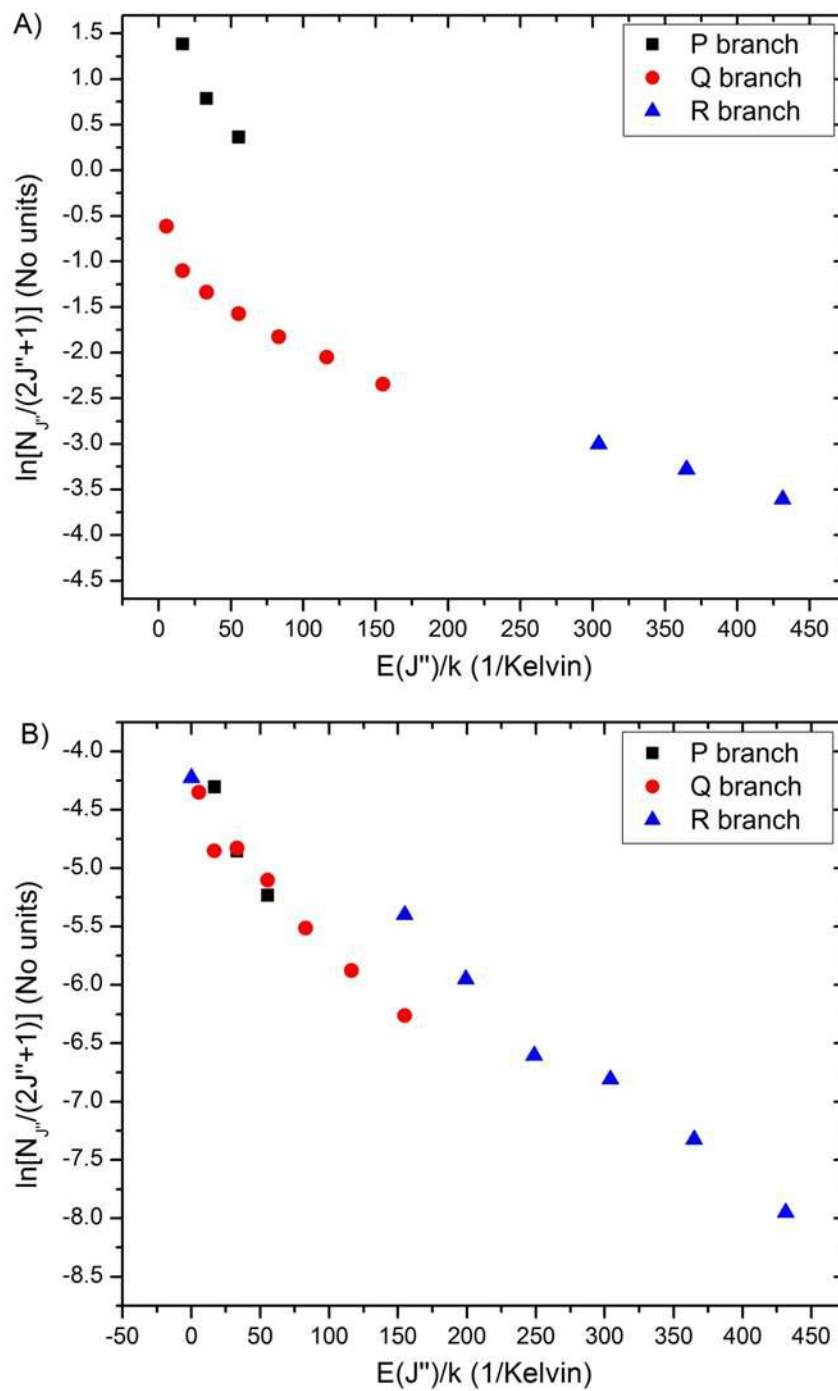 A)
P branch
Q branch
R branch
1.5
1.0
0.5
0.0
-0.5
-1.0
-1.5
-2.0
-2.5
-3.0
-3.5
-4.0
-4.5
ln[N_J''/(2J''+1)] (No units)
0 50 100 150 200 250 300 350 400 450
E(J'')/k (1/Kelvin)
B)
P branch
Q branch
R branch
-4.0
-4.5
-5.0
-5.5
-6.0
-6.5
-7.0
-7.5
-8.0
-8.5
ln[N_J''/(2J''+1)] (No units)
-50 0 50 100 150 200 250 300 350 400 450
E(J'')/k (1/Kelvin)